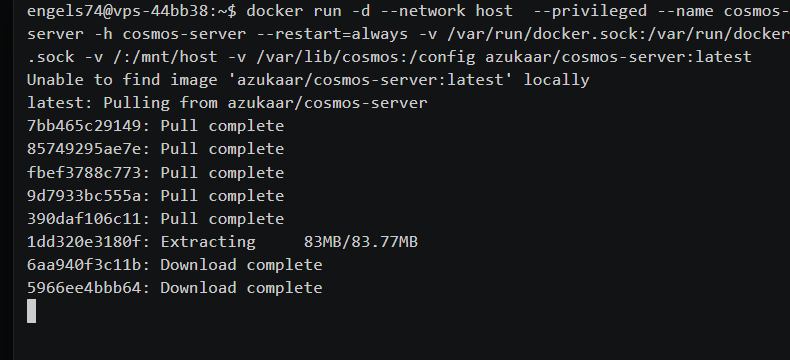 engels74@vps-44bb38:~$ docker run -d --network host  --privileged --name cosmos-
server -h cosmos-server --restart=always -v /var/run/docker.sock:/var/run/docker
.sock -v /:/mnt/host -v /var/lib/cosmos:/config azukaar/cosmos-server:latest
Unable to find image 'azukaar/cosmos-server:latest' locally
latest: Pulling from azukaar/cosmos-server
7bb465c29149: Pull complete
85749295ae7e: Pull complete
fbef3788c773: Pull complete
9d7933bc555a: Pull complete
390daf106c11: Pull complete
1dd320e3180f: Extracting     83MB/83.77MB
6aa940f3c11b: Download complete
5966ee4bbb64: Download complete